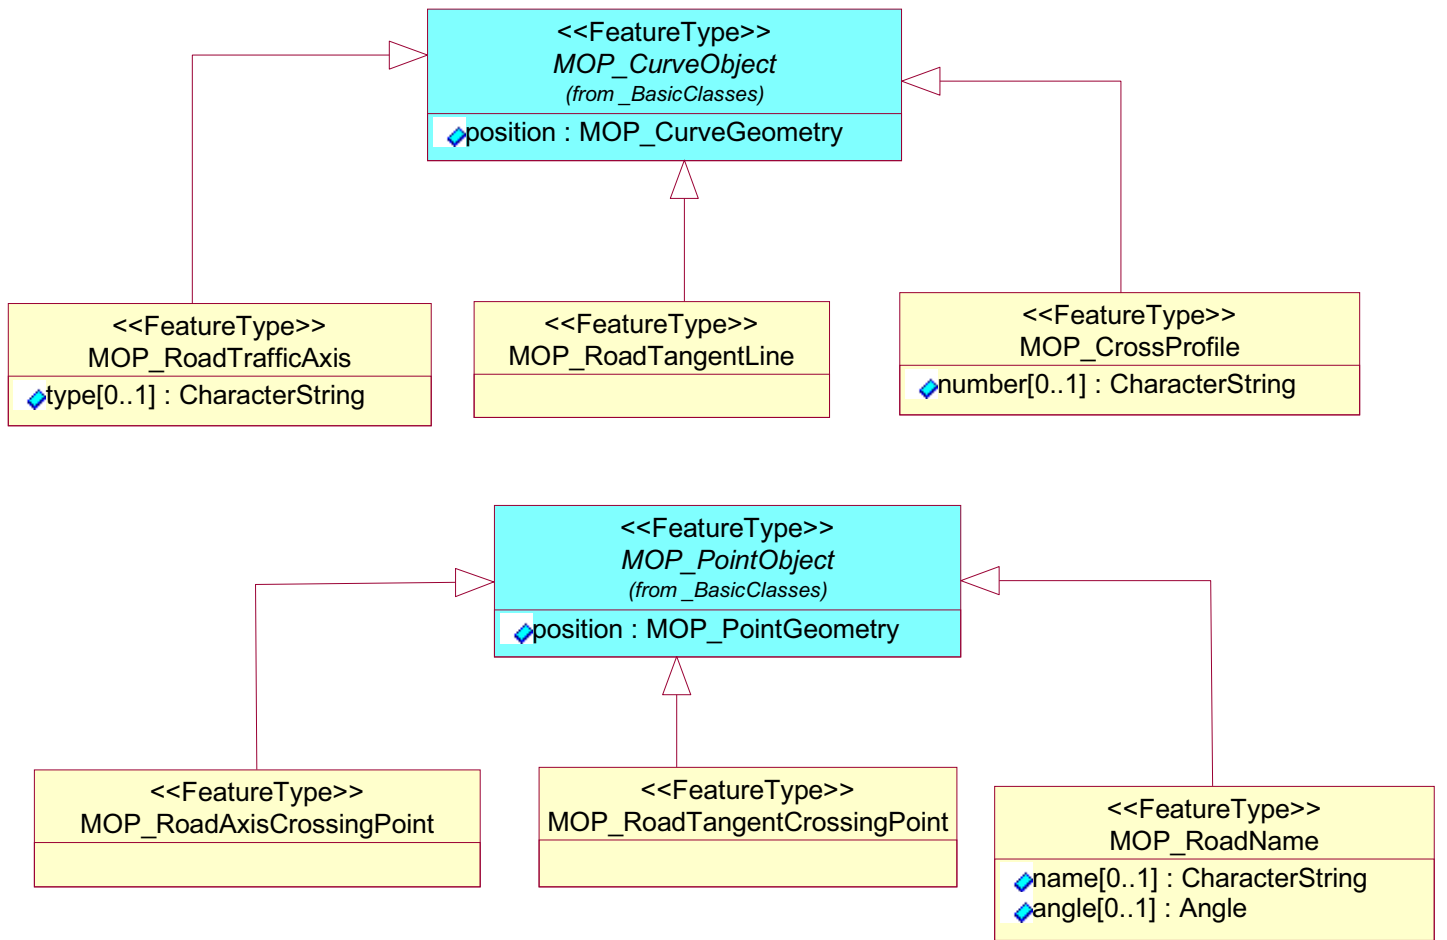 <<FeatureType>>
MOP_CurveObject
(from _BasicClasses)
position : MOP_CurveGeometry
<<FeatureType>>
MOP_RoadTrafficAxis
type[0..1] : CharacterString
<<FeatureType>>
MOP_RoadTangentLine
<<FeatureType>>
MOP_CrossProfile
number[0..1] : CharacterString
<<FeatureType>>
MOP_PointObject
(from _BasicClasses)
position : MOP_PointGeometry
<<FeatureType>>
MOP_RoadAxisCrossingPoint
<<FeatureType>>
MOP_RoadTangentCrossingPoint
<<FeatureType>>
MOP_RoadName
name[0..1] : CharacterString
angle[0..1] : Angle